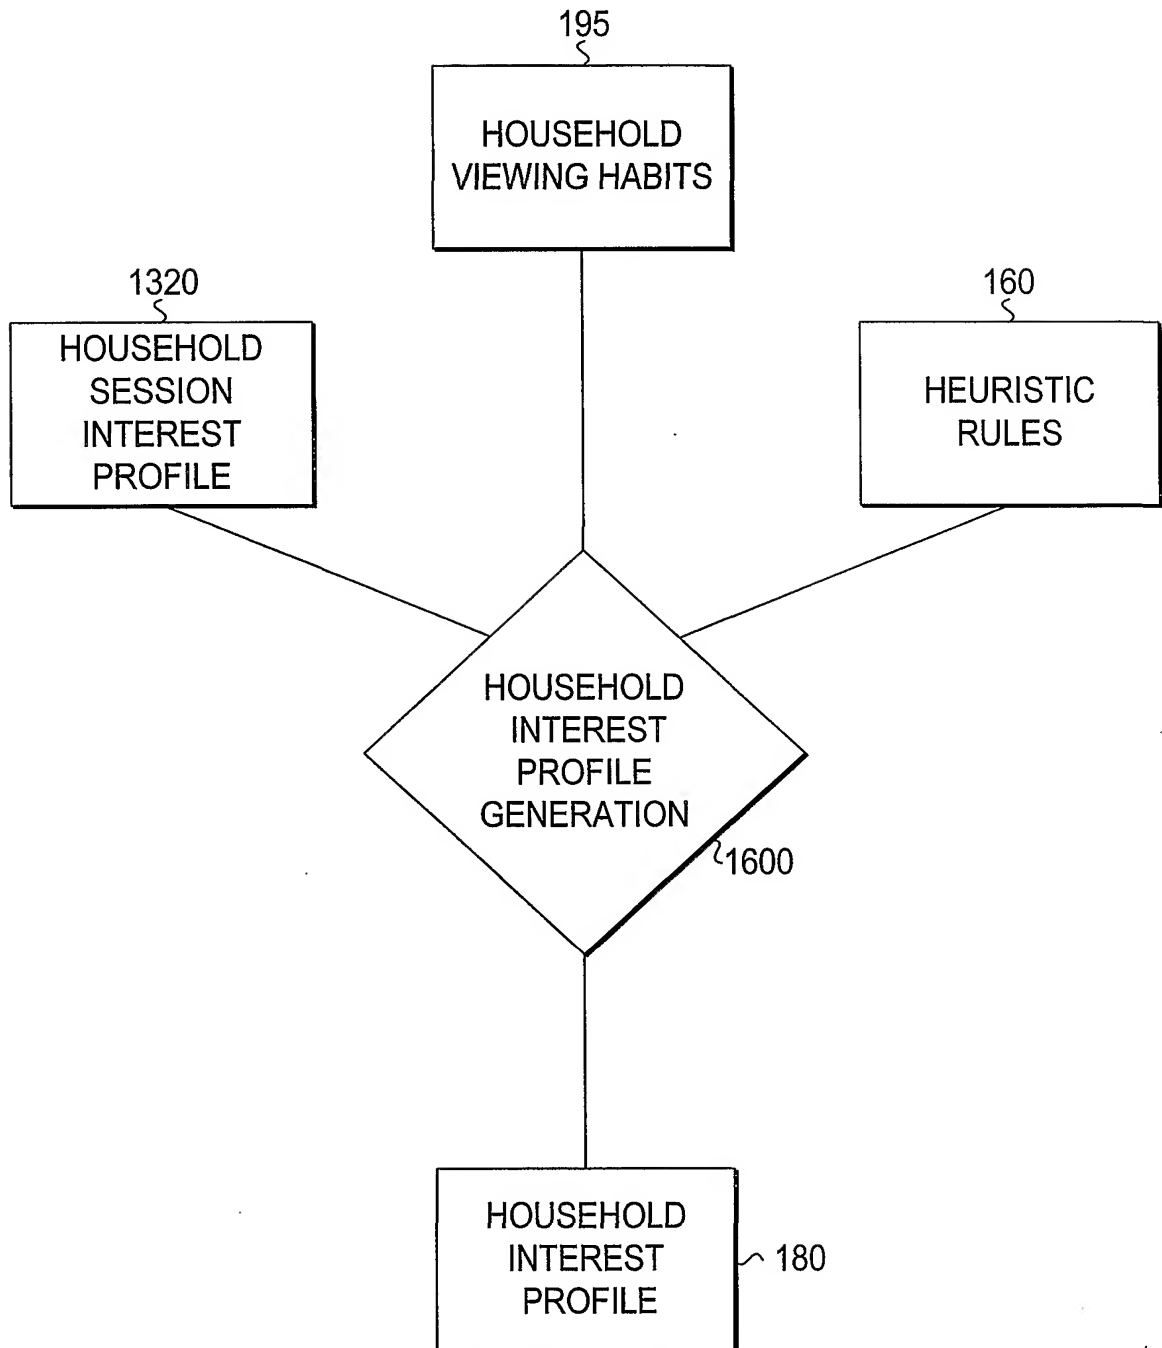 195
HOUSEHOLD
VIEWING HABITS
1320
HOUSEHOLD
SESSION
INTEREST
PROFILE
160
HEURISTIC
RULES
HOUSEHOLD
INTEREST
PROFILE
GENERATION
1600
HOUSEHOLD
INTEREST
PROFILE
180